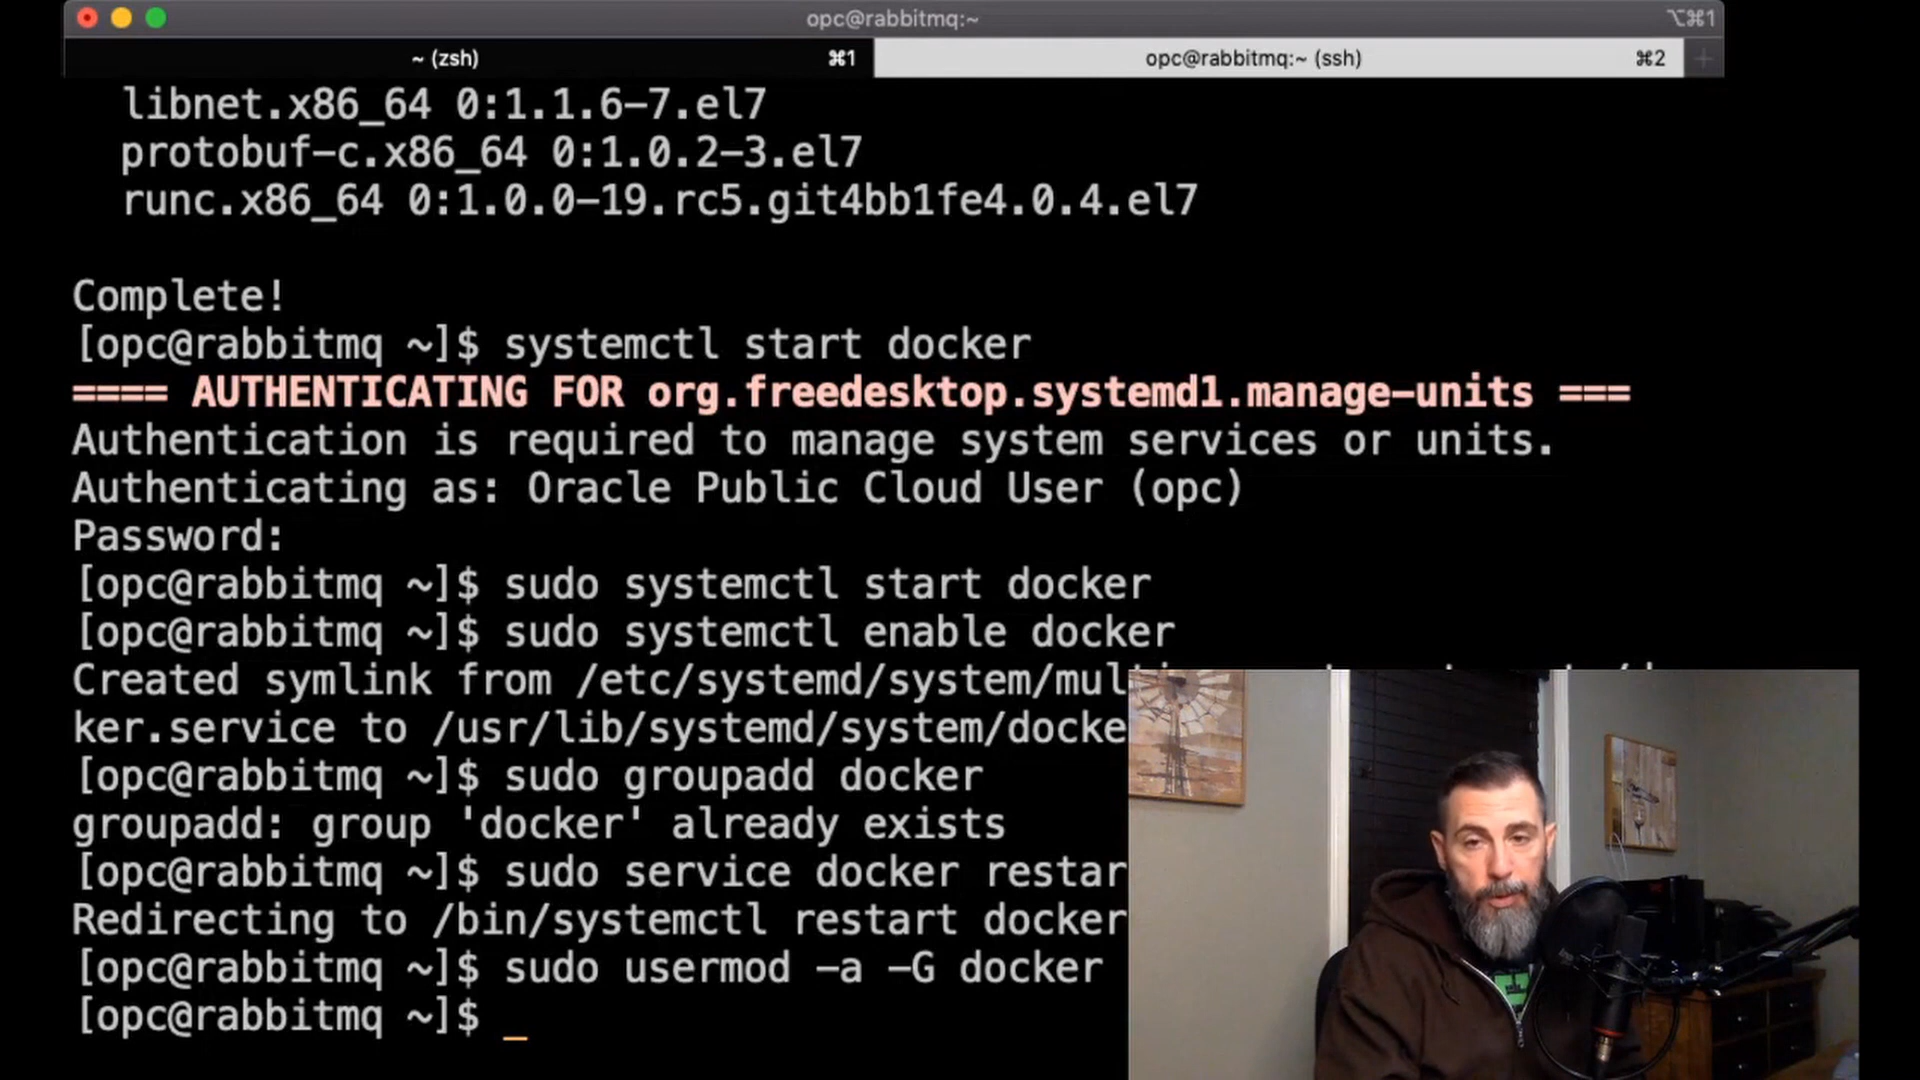 opc@rabbitmq:~
⌥⌘1
~ (zsh) ⌘1
opc@rabbitmq:~ (ssh) ⌘2 +
libnet.x86_64 0:1.1.6-7.el7
protobuf-c.x86_64 0:1.0.2-3.el7
runc.x86_64 0:1.0.0-19.rc5.git4bb1fe4.0.4.el7
Complete!
[opc@rabbitmq ~]$ systemctl start docker
==== AUTHENTICATING FOR org.freedesktop.systemd1.manage-units ===
Authentication is required to manage system services or units.
Authenticating as: Oracle Public Cloud User (opc)
Password:
[opc@rabbitmq ~]$ sudo systemctl start docker
[opc@rabbitmq ~]$ sudo systemctl enable docker
Created symlink from /etc/systemd/system/mul
ker.service to /usr/lib/systemd/system/docke
[opc@rabbitmq ~]$ sudo groupadd docker
groupadd: group 'docker' already exists
[opc@rabbitmq ~]$ sudo service docker restar
Redirecting to /bin/systemctl restart docker
[opc@rabbitmq ~]$ sudo usermod -a -G docker
[opc@rabbitmq ~]$ _